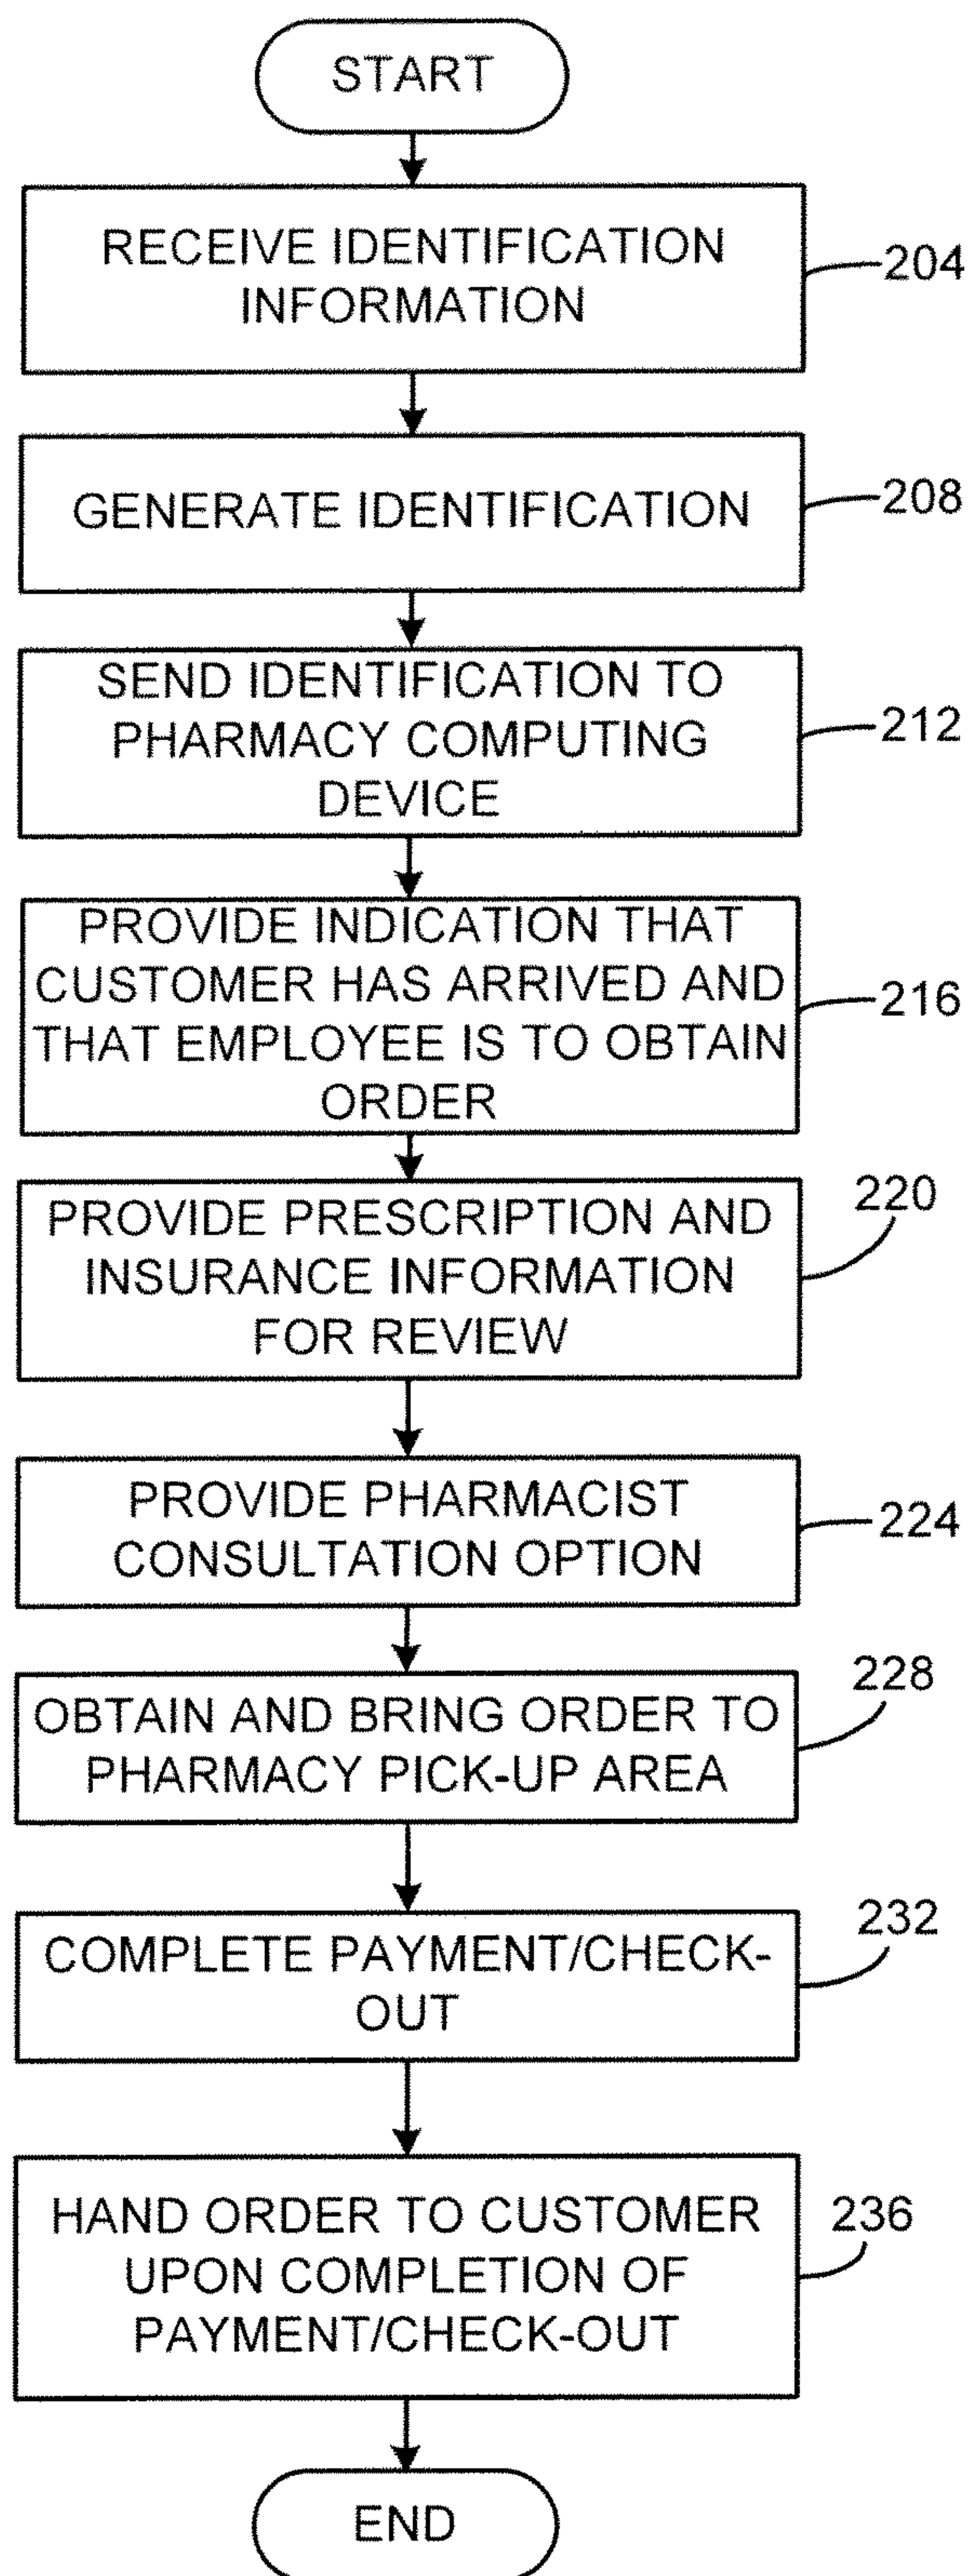 START
RECEIVE IDENTIFICATION
INFORMATION
204
GENERATE IDENTIFICATION
208
SEND IDENTIFICATION TO
PHARMACY COMPUTING
DEVICE
212
PROVIDE INDICATION THAT
CUSTOMER HAS ARRIVED AND
THAT EMPLOYEE IS TO OBTAIN
ORDER
216
PROVIDE PRESCRIPTION AND
INSURANCE INFORMATION
FOR REVIEW
220
PROVIDE PHARMACIST
CONSULTATION OPTION
224
OBTAIN AND BRING ORDER TO
PHARMACY PICK-UP AREA
228
COMPLETE PAYMENT/CHECK-
OUT
232
HAND ORDER TO CUSTOMER
UPON COMPLETION OF
PAYMENT/CHECK-OUT
236
END